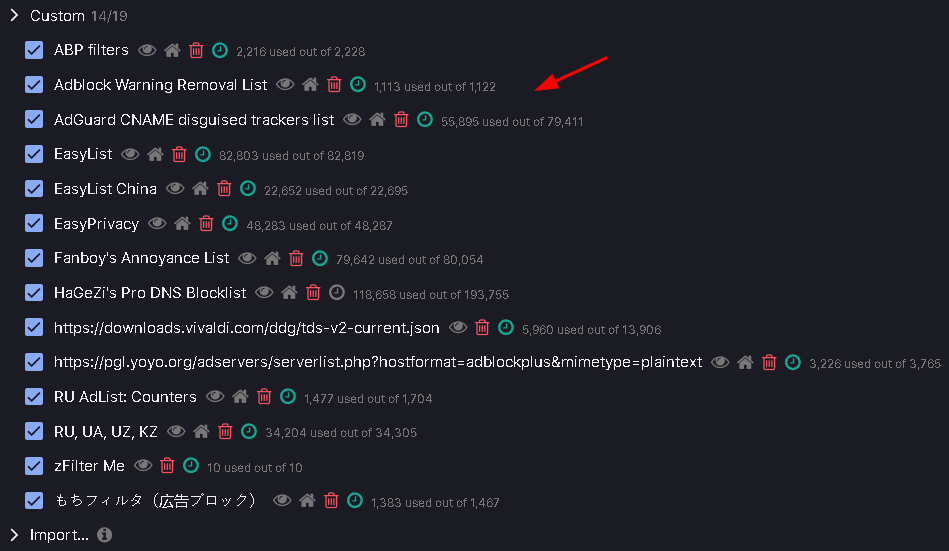 Custom 14/19
ABP filters 2,216 used out of 2,228
Adblock Warning Removal List 1,113 used out of 1,122
AdGuard CNAME disguised trackers list 55,895 used out of 79,411
EasyList 82,803 used out of 82,819
EasyList China 22,652 used out of 22,695
EasyPrivacy 48,283 used out of 48,287
Fanboy's Annoyance List 79,642 used out of 80,054
HaGeZi's Pro DNS Blocklist 118,658 used out of 193,755
https://downloads.vivaldi.com/ddg/tds-v2-current.json 5,960 used out of 13,906
https://pgl.yoyo.org/adservers/serverlist.php?hostformat=adblockplus&mimetype=plaintext 3,226 used out of 3,765
RU AdList: Counters 1,477 used out of 1,704
RU, UA, UZ, KZ 34,204 used out of 34,305
zFilter Me 10 used out of 10
もちフィルタ（広告ブロック） 1,383 used out of 1,467
Import...